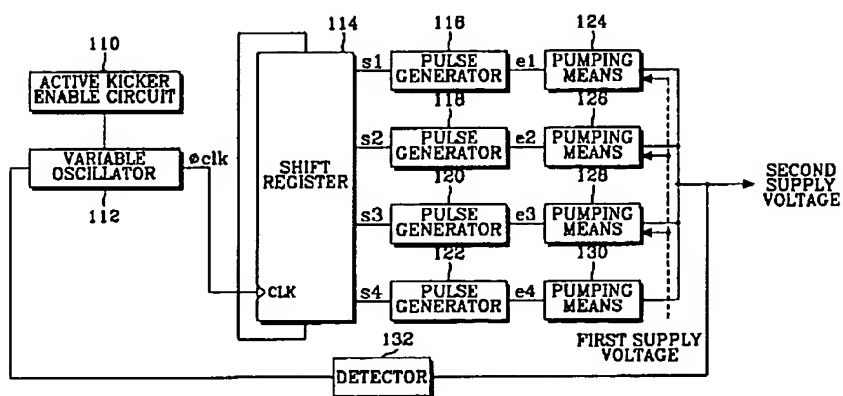 110
ACTIVE KICKER
ENABLE CIRCUIT
VARIABLE
OSCILLATOR
øclk
112
114
SHIFT
REGISTER
CLK
s1
s2
s3
s4
116
PULSE
GENERATOR
118
PULSE
GENERATOR
120
PULSE
GENERATOR
122
PULSE
GENERATOR
e1
e2
e3
e4
124
PUMPING
MEANS
126
PUMPING
MEANS
128
PUMPING
MEANS
130
PUMPING
MEANS
SECOND
SUPPLY
VOLTAGE
FIRST SUPPLY
VOLTAGE
132
DETECTOR